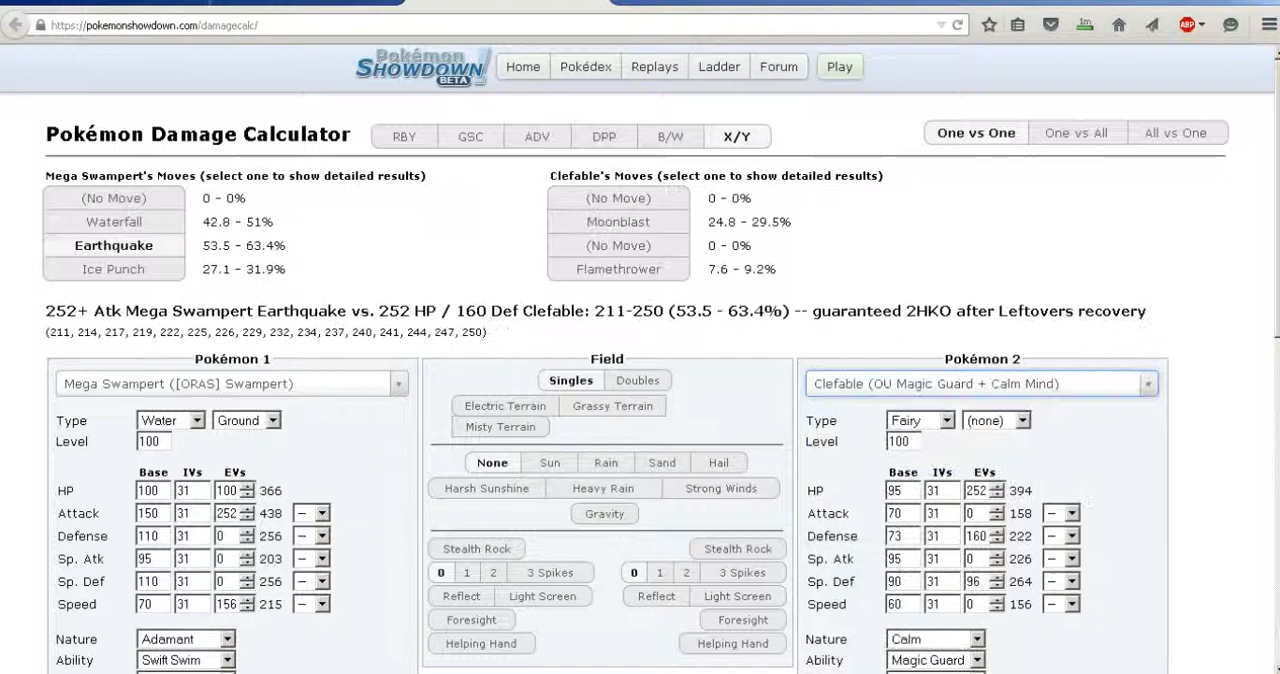 https://pokemonshowdown.com/damagecalc/
1m
ABP
Pokémon
SHOWDOWN
BETA
Home Pokédex Replays Ladder Forum Play
Pokémon Damage Calculator RBY GSC ADV DPP B/W X/Y One vs One One vs All All vs One
Mega Swampert's Moves (select one to show detailed results) Clefable's Moves (select one to show detailed results)
(No Move) 0 - 0% (No Move) 0 - 0%
Waterfall 42.8 - 51% Moonblast 24.8 - 29.5%
Earthquake 53.5 - 63.4% (No Move) 0 - 0%
Ice Punch 27.1 - 31.9% Flamethrower 7.6 - 9.2%
252+ Atk Mega Swampert Earthquake vs. 252 HP / 160 Def Clefable: 211-250 (53.5 - 63.4%) -- guaranteed 2HKO after Leftovers recovery
(211, 214, 217, 219, 222, 225, 226, 229, 232, 234, 237, 240, 241, 244, 247, 250)
Pokémon 1
Mega Swampert ([ORAS] Swampert)
Type Water Ground
Level 100
Base IVs EVs
HP 100 31 100 366
Attack 150 31 252 438 --
Defense 110 31 0 256 --
Sp. Atk 95 31 0 203 --
Sp. Def 110 31 0 256 --
Speed 70 31 156 215 --
Nature Adamant
Ability Swift Swim
Field
Singles Doubles
Electric Terrain Grassy Terrain
Misty Terrain
None Sun Rain Sand Hail
Harsh Sunshine Heavy Rain Strong Winds
Gravity
Stealth Rock Stealth Rock
0 1 2 3 Spikes 0 1 2 3 Spikes
Reflect Light Screen Reflect Light Screen
Foresight Foresight
Helping Hand Helping Hand
Pokémon 2
Clefable (OU Magic Guard + Calm Mind)
Type Fairy (none)
Level 100
Base IVs EVs
HP 95 31 252 394
Attack 70 31 0 158 --
Defense 73 31 160 222 --
Sp. Atk 95 31 0 226 --
Sp. Def 90 31 96 264 --
Speed 60 31 0 156 --
Nature Calm
Ability Magic Guard